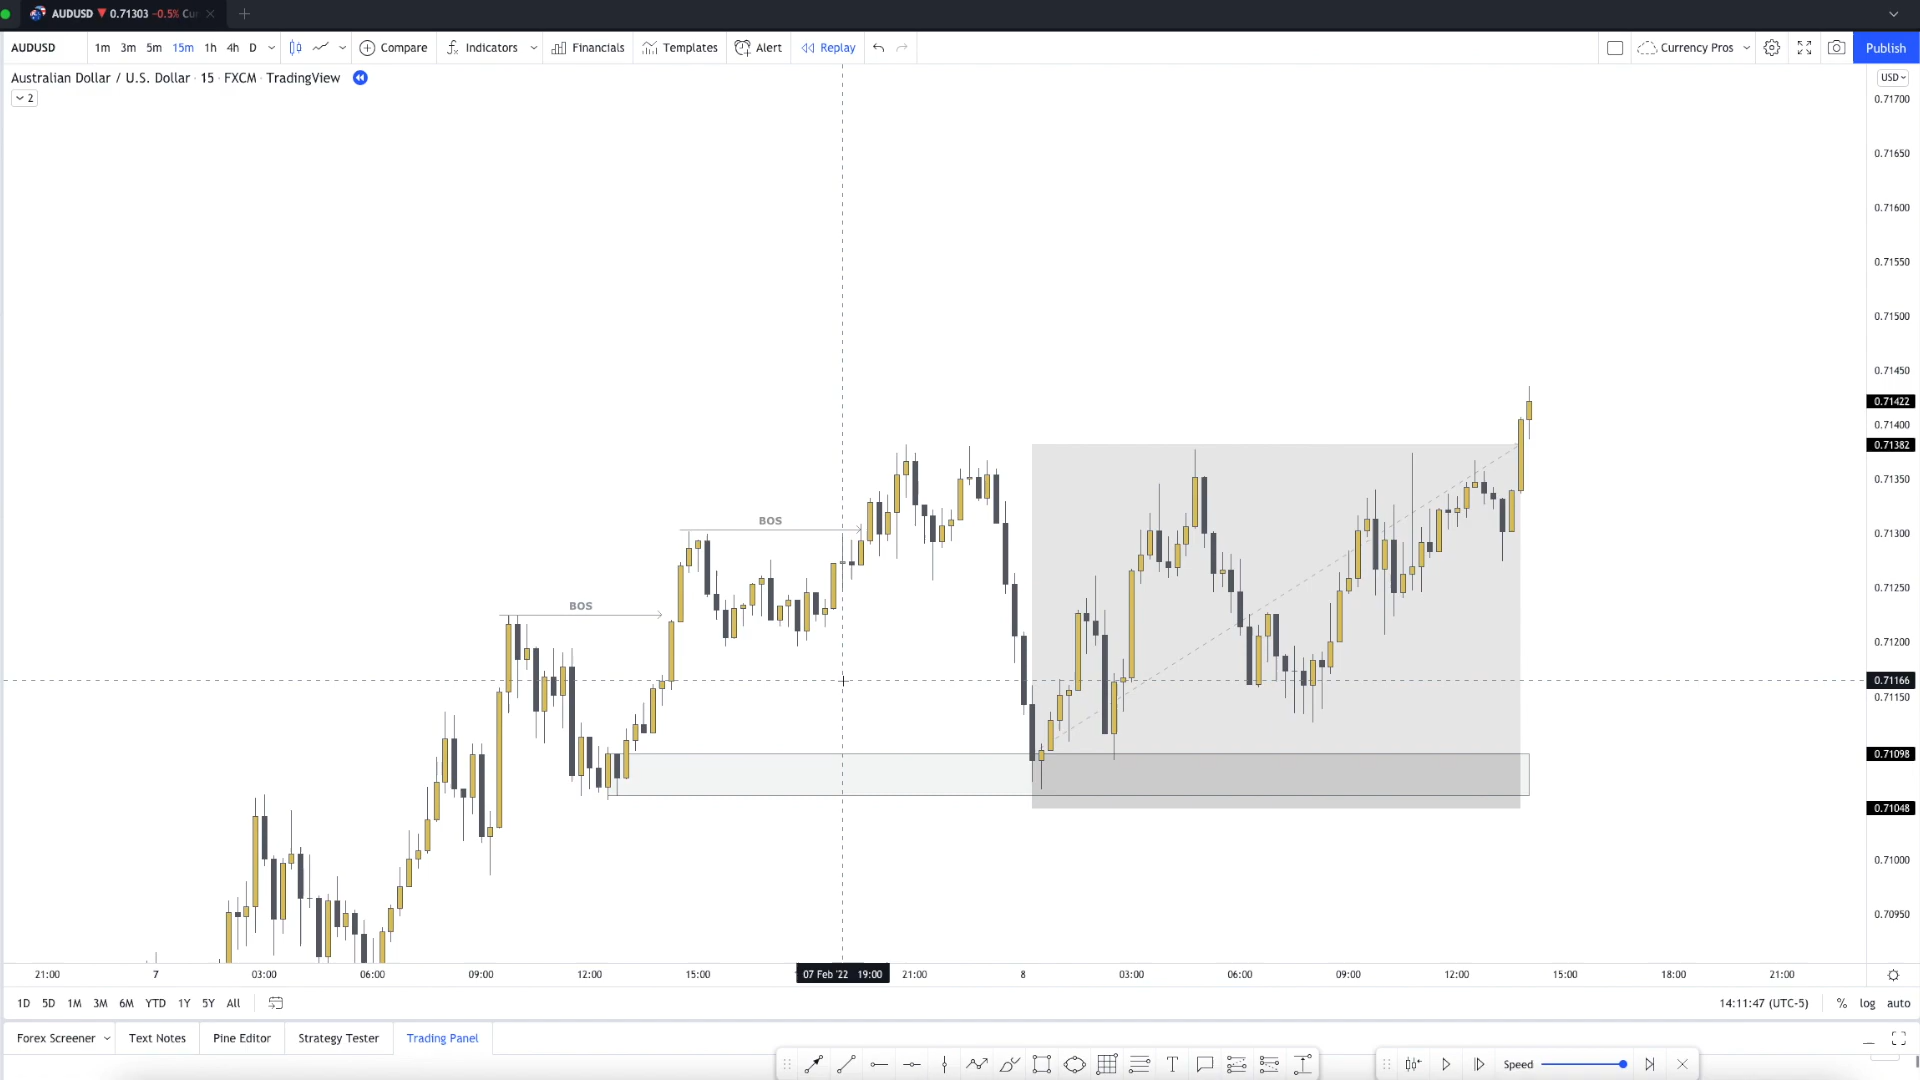 AUDUSD ▼ 0.71303 -0.5% Cu
AUDUSD 1m 3m 5m 15m 1h 4h D Compare Indicators Financials Templates Alert Replay Currency Pros Publish
Australian Dollar / U.S. Dollar · 15 · FXCM · TradingView
2
USD
0.71700
0.71650
0.71600
0.71550
0.71500
0.71450
0.71422
0.71400
0.71382
0.71350
BOS
0.71300
0.71250
BOS
0.71200
0.71166
0.71150
0.71098
0.71048
0.71000
0.70950
21:00 7 03:00 06:00 09:00 12:00 15:00 07 Feb '22 19:00 21:00 8 03:00 06:00 09:00 12:00 15:00 18:00 21:00
1D 5D 1M 3M 6M YTD 1Y 5Y All 14:11:47 (UTC-5) % log auto
Forex Screener Text Notes Pine Editor Strategy Tester Trading Panel
Speed